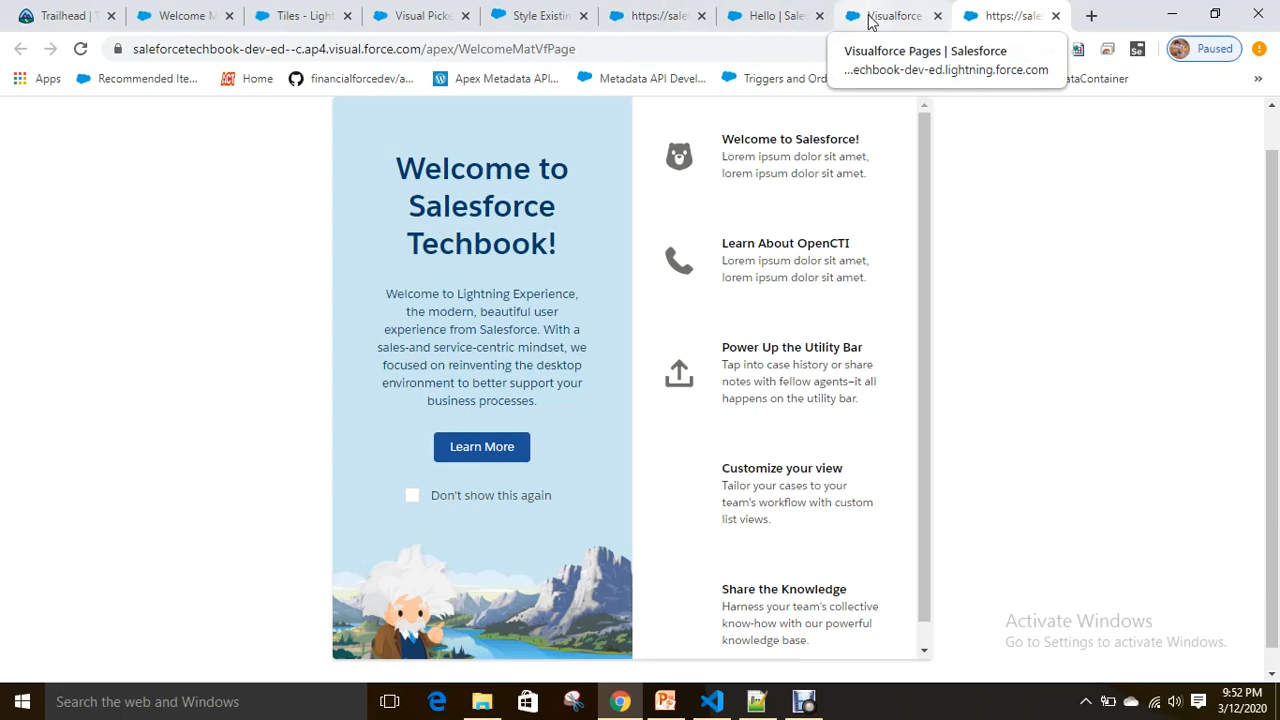 Trailhead | T
Welcome M
Tiles - Light
Visual Picke
Style Existin
https://sale
Hello | Sales
Visualforce
https://sale
saleforcetechbook-dev-ed--c.ap4.visual.force.com/apex/WelcomeMatVfPage
Paused
Visualforce Pages | Salesforce
...echbook-dev-ed.lightning.force.com
Apps
Recommended Ite...
Home
financialforcedev/a...
Apex Metadata API...
Metadata API Devel...
Triggers and Ord
DataContainer
Welcome to
Salesforce
Techbook!
Welcome to Lightning Experience,
the modern, beautiful user
experience from Salesforce. With a
sales-and service-centric mindset, we
focused on reinventing the desktop
environment to better support your
business processes.
Learn More
Don't show this again
Welcome to Salesforce!
Lorem ipsum dolor sit amet,
lorem ipsum dolor sit amet.
Learn About OpenCTI
Lorem ipsum dolor sit amet,
lorem ipsum dolor sit amet.
Power Up the Utility Bar
Tap into case history or share
notes with fellow agents—it all
happens on the utility bar.
Customize your view
Tailor your cases to your
team's workflow with custom
list views.
Share the Knowledge
Harness your team's collective
know-how with our powerful
knowledge base.
Activate Windows
Go to Settings to activate Windows.
Search the web and Windows
9:52 PM
3/12/2020